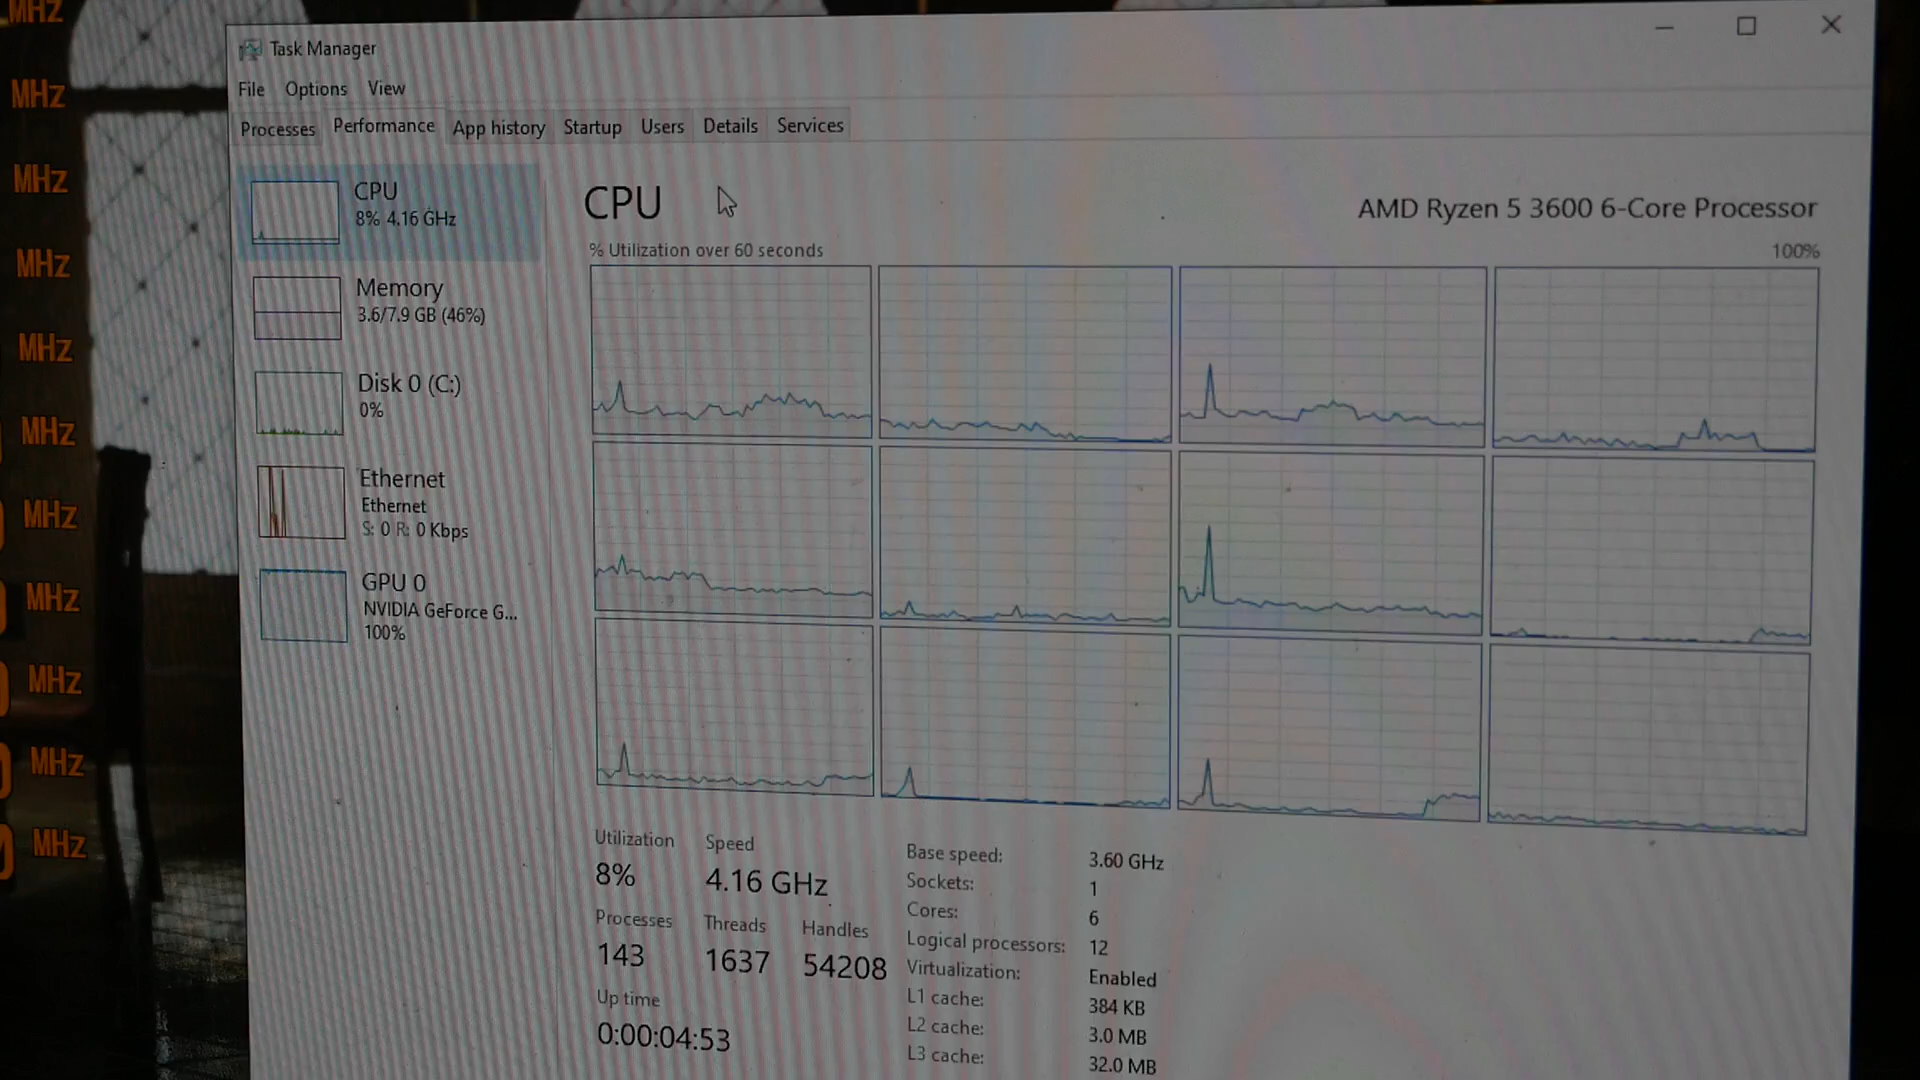 MHz
MHz
MHz
MHz
MHz
MHz
MHz
MHz
MHz
MHz
MHz
Task Manager
File Options View
Processes Performance App history Startup Users Details Services
CPU
8% 4.16 GHz
Memory
3.6/7.9 GB (46%)
Disk 0 (C:)
0%
Ethernet
Ethernet
S: 0 R: 0 Kbps
GPU 0
NVIDIA GeForce G...
100%
CPU
AMD Ryzen 5 3600 6-Core Processor
% Utilization over 60 seconds
100%
Utilization Speed
8% 4.16 GHz
Processes Threads Handles
143 1637 54208
Up time
0:00:04:53
Base speed: 3.60 GHz
Sockets: 1
Cores: 6
Logical processors: 12
Virtualization: Enabled
L1 cache: 384 KB
L2 cache: 3.0 MB
L3 cache: 32.0 MB